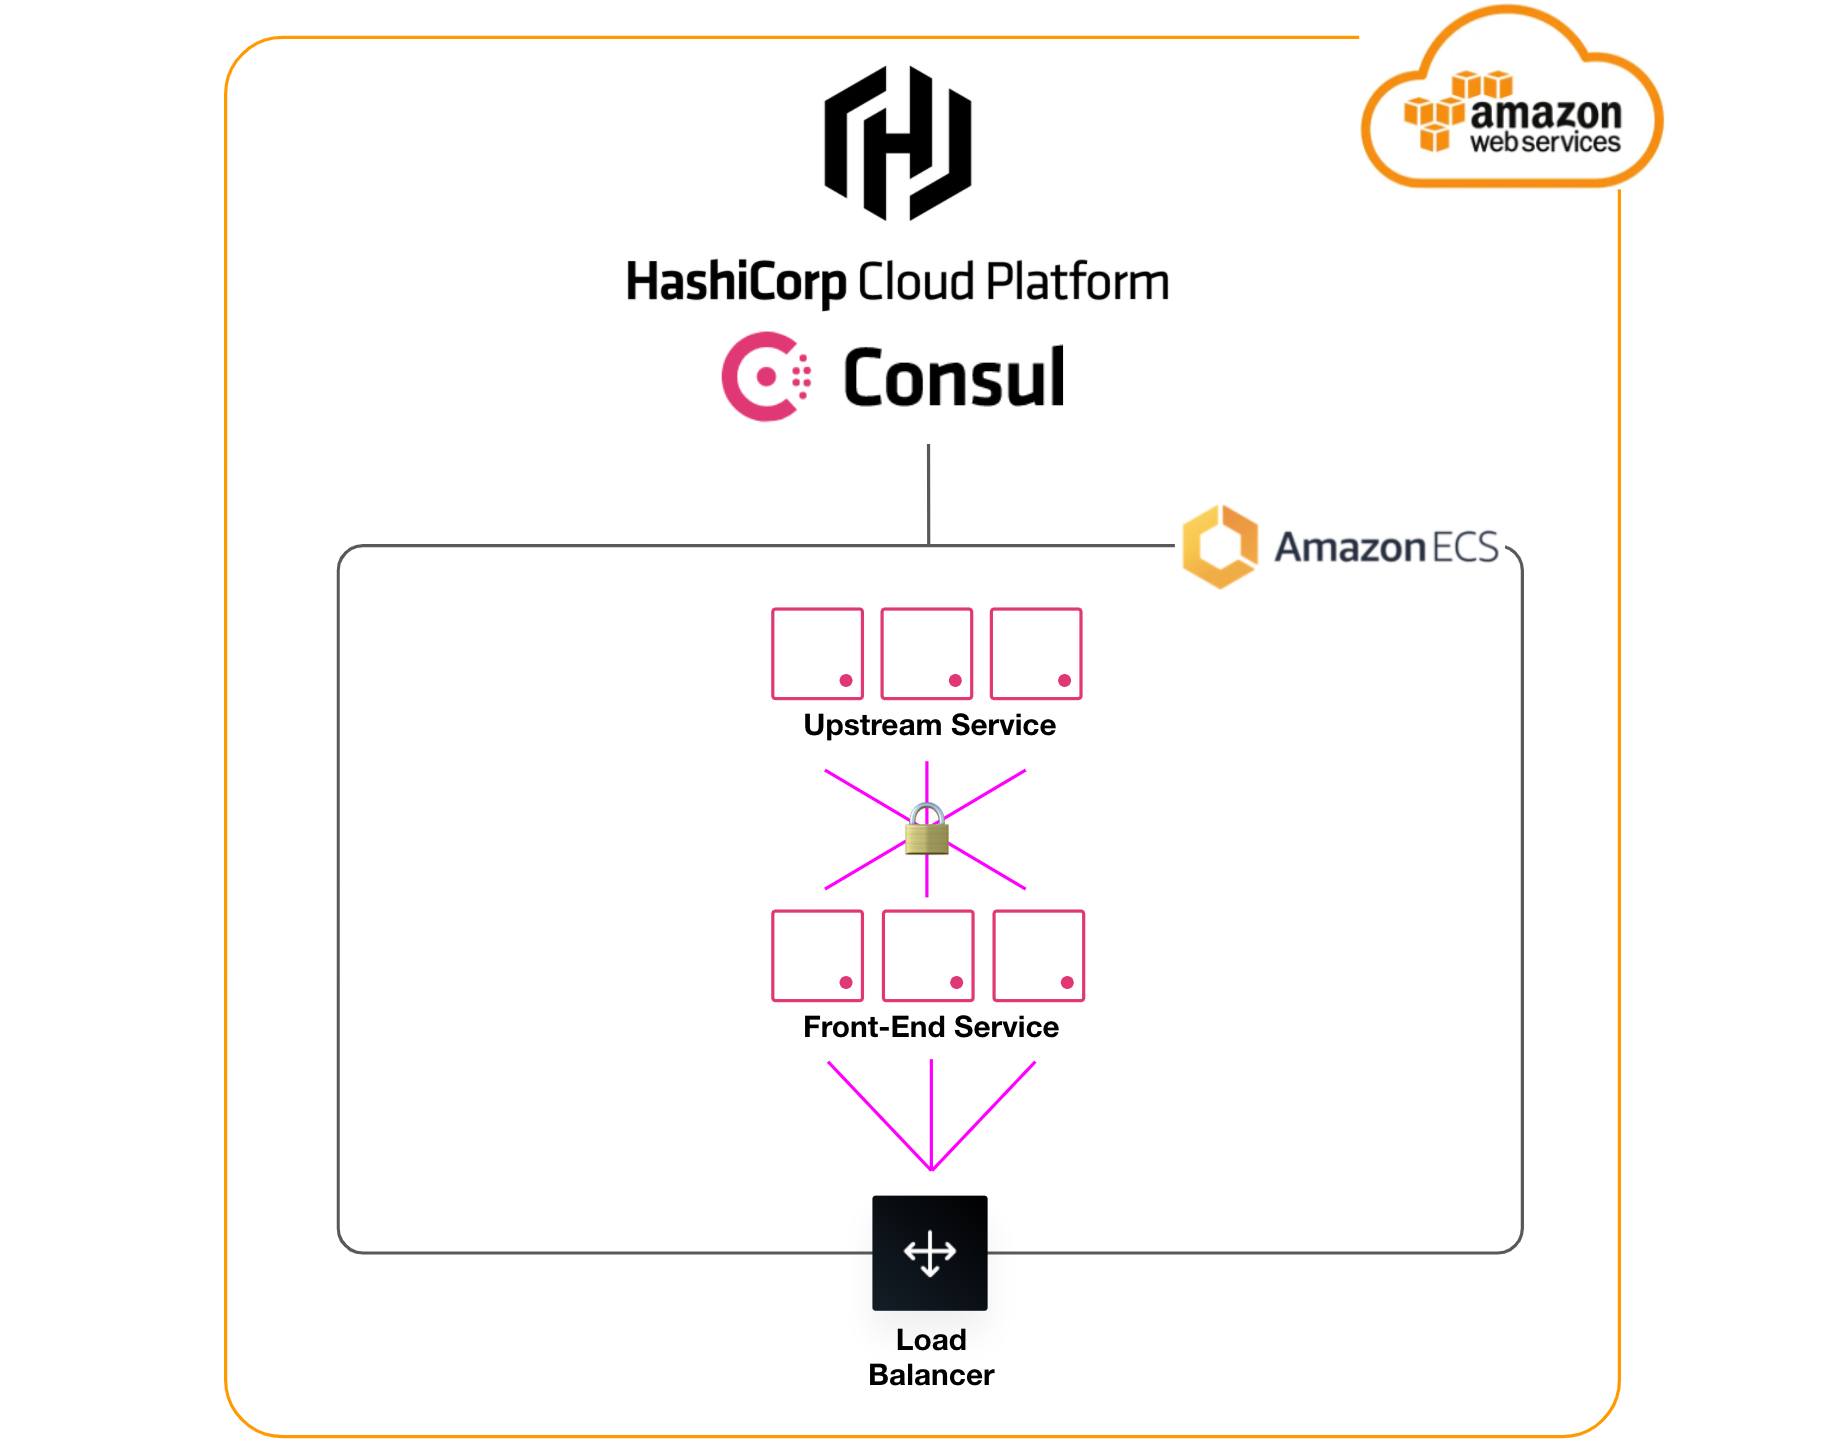 amazon
web services
HashiCorp Cloud Platform
Consul
Amazon ECS
Upstream Service
Front-End Service
Load
Balancer